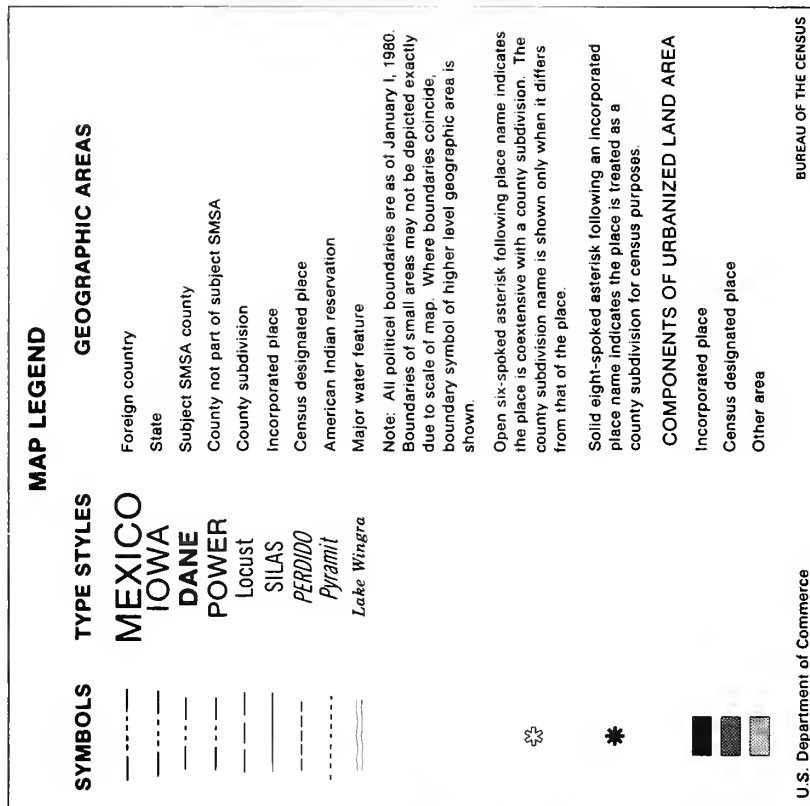 MAP LEGEND
SYMBOLS TYPE STYLES GEOGRAPHIC AREAS
MEXICO Foreign country
IOWA State
DANE Subject SMSA county
POWER County not part of subject SMSA
Locust County subdivision
SILAS Incorporated place
PERDIDO Census designated place
Pyramit American Indian reservation
Lake Wingra Major water feature
Note: All political boundaries are as of January 1, 1980.
Boundaries of small areas may not be depicted exactly
due to scale of map. Where boundaries coincide,
boundary symbol of higher level geographic area is
shown.
Open six-spoked asterisk following place name indicates
the place is coextensive with a county subdivision. The
county subdivision name is shown only when it differs
from that of the place.
Solid eight-spoked asterisk following an incorporated
place name indicates the place is treated as a
county subdivision for census purposes.
COMPONENTS OF URBANIZED LAND AREA
Incorporated place
Census designated place
Other area
U.S. Department of Commerce BUREAU OF THE CENSUS